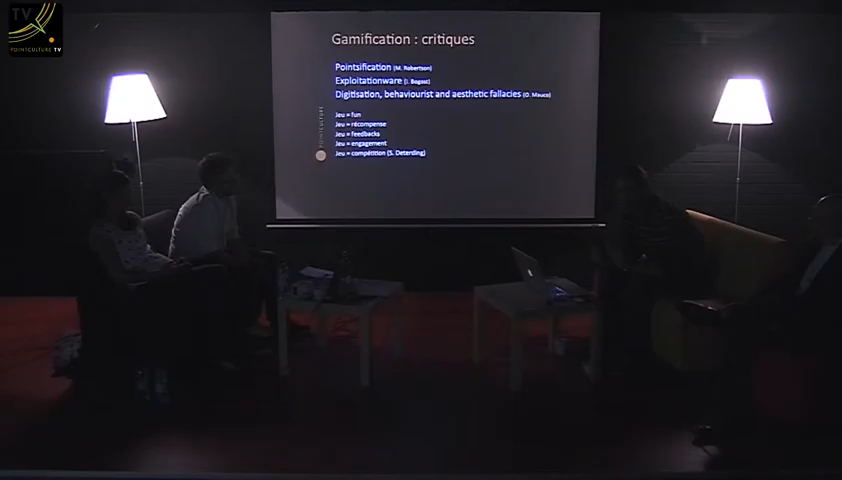 TV
POINTCULTURE TV
Gamification : critiques
Pointsification (M. Robertson)
Exploitationware (I. Bogost)
Digitisation, behaviourist and aesthetic fallacies (O. Mauco)
POINTCULTURE
Jeu = fun
Jeu = récompense
Jeu = feedbacks
Jeu = engagement
Jeu = compétition (S. Deterding)